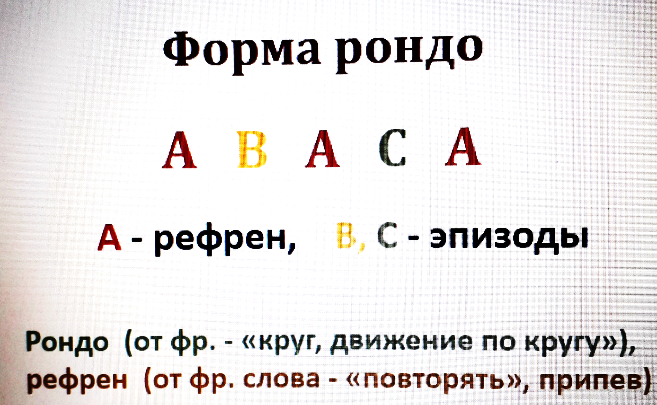 Форма рондо
А В А С А
А - рефрен, В, С - эпизоды
Рондо (от фр. - «круг, движение по кругу»),
рефрен (от фр. слова - «повторять», припев)